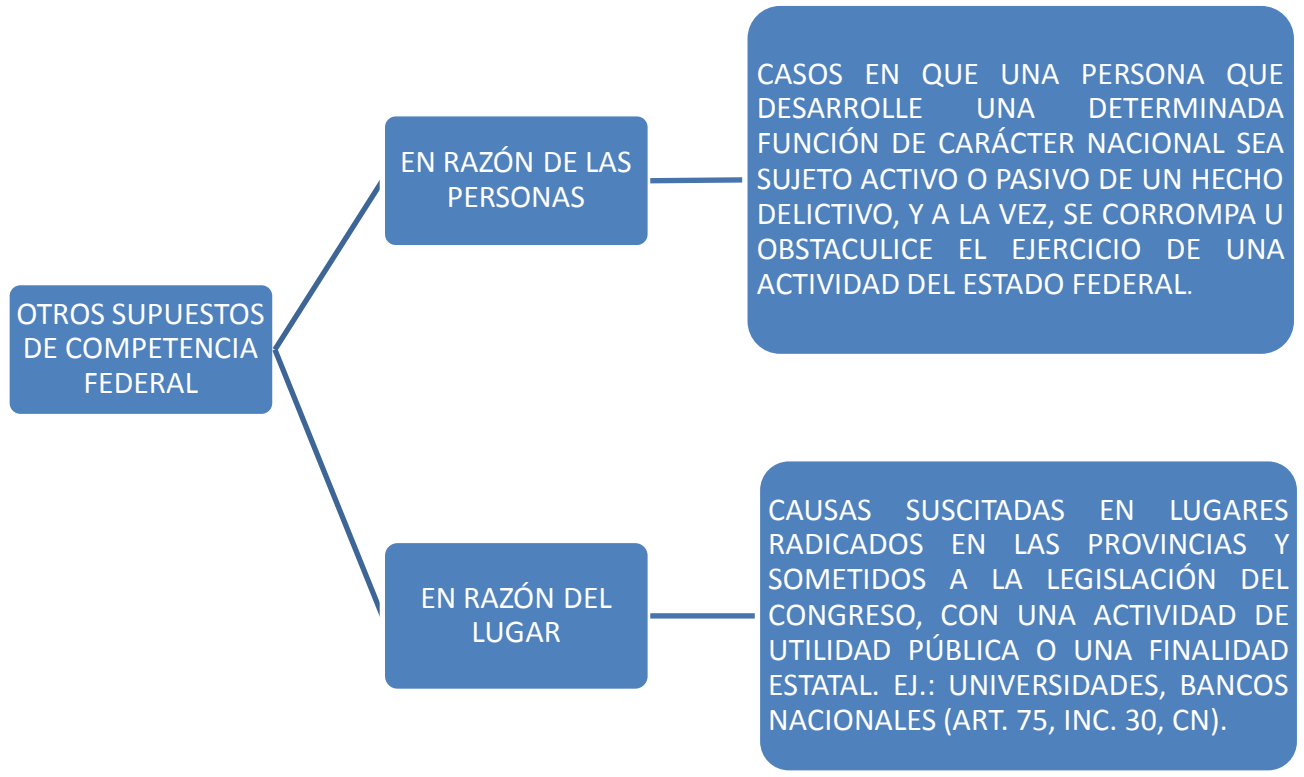 OTROS SUPUESTOS
DE COMPETENCIA
FEDERAL
EN RAZÓN DE LAS
PERSONAS
CASOS EN QUE UNA PERSONA QUE
DESARROLLE UNA DETERMINADA
FUNCIÓN DE CARÁCTER NACIONAL SEA
SUJETO ACTIVO O PASIVO DE UN HECHO
DELICTIVO, Y A LA VEZ, SE CORROMPA U
OBSTACULICE EL EJERCICIO DE UNA
ACTIVIDAD DEL ESTADO FEDERAL.
EN RAZÓN DEL
LUGAR
CAUSAS SUSCITADAS EN LUGARES
RADICADOS EN LAS PROVINCIAS Y
SOMETIDOS A LA LEGISLACIÓN DEL
CONGRESO, CON UNA ACTIVIDAD DE
UTILIDAD PÚBLICA O UNA FINALIDAD
ESTATAL. EJ.: UNIVERSIDADES, BANCOS
NACIONALES (ART. 75, INC. 30, CN).